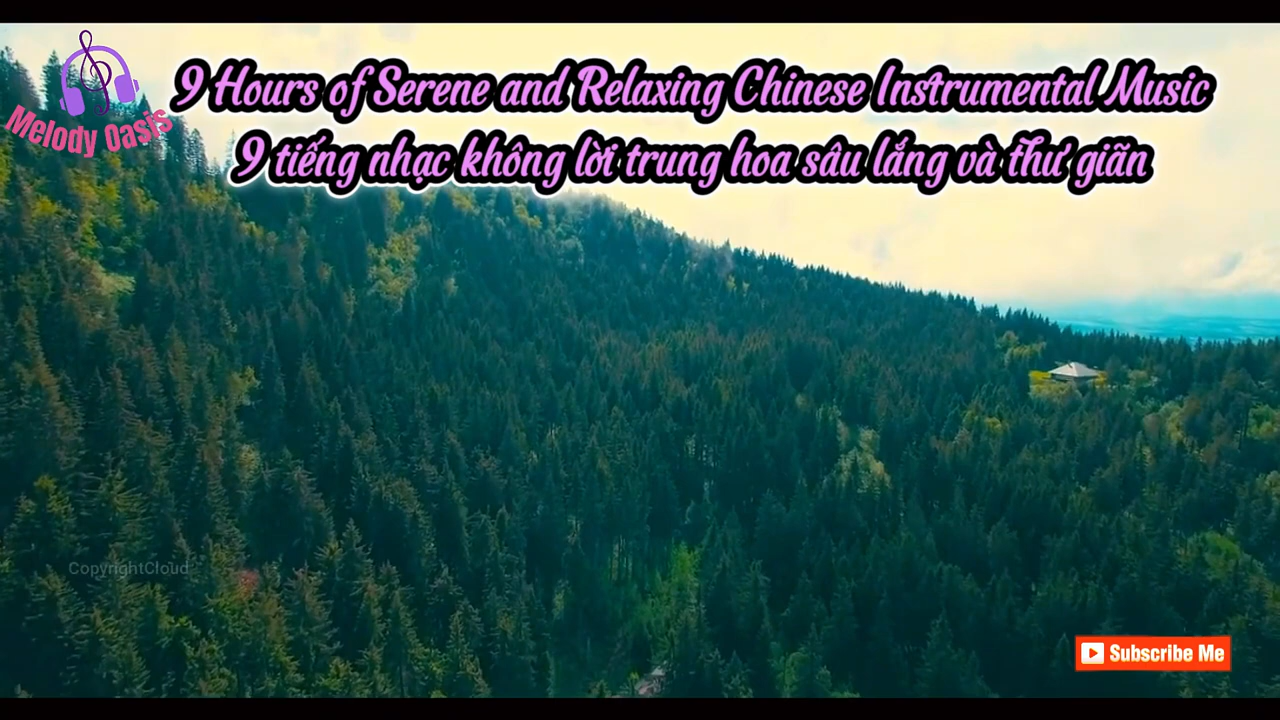 9 Hours of Serene and Relaxing Chinese Instrumental Music
9 tiếng nhạc không lời trung hoa sâu lắng và thư giãn
Melody Oasis
CopyrightCloud
Subscribe Me